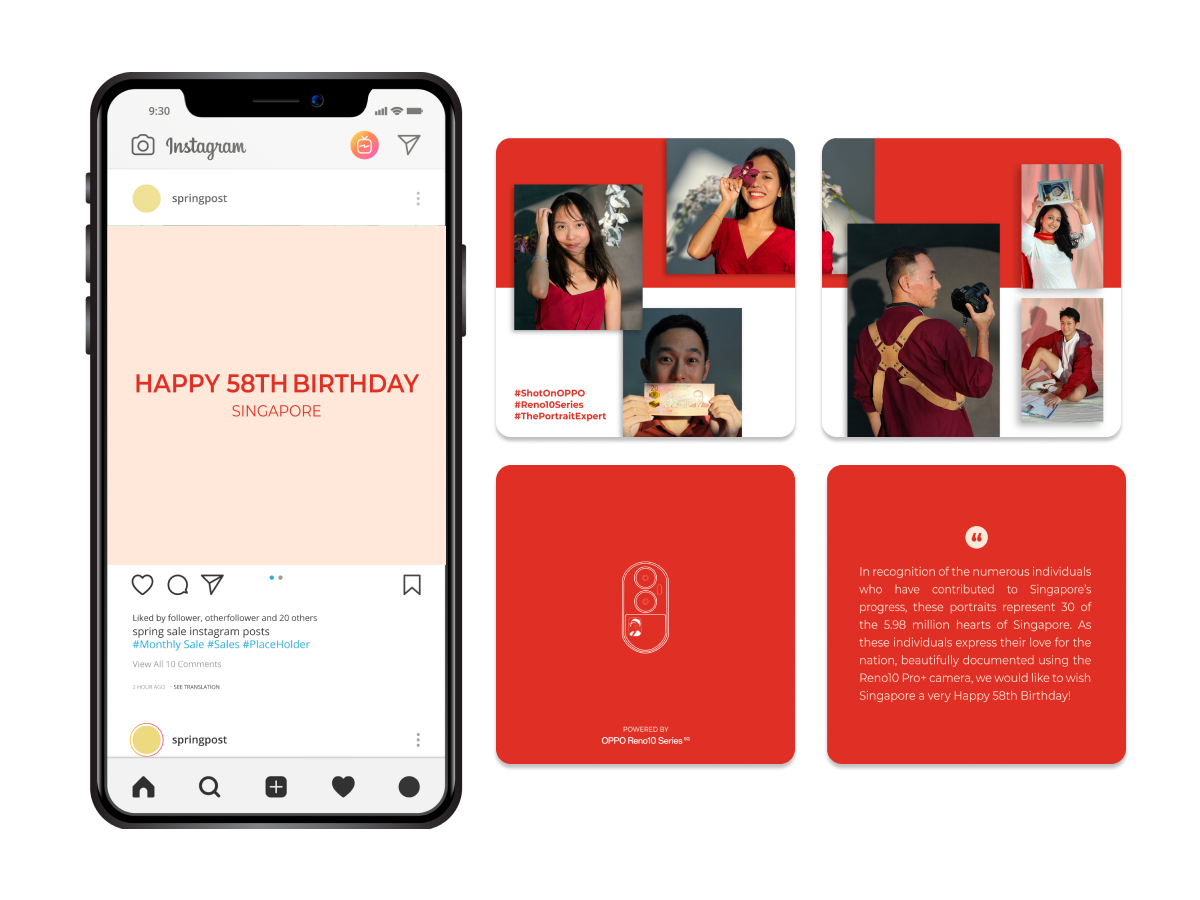 9:30
Instagram
springpost
HAPPY 58TH BIRTHDAY
SINGAPORE
Liked by follower, otherfollower and 20 others
spring sale instagram posts
#Monthly Sale #Sales #PlaceHolder
View All 10 Comments
2 HOUR AGO · SEE TRANSLATION
springpost
#ShotOnOPPO
#Reno10Series
#ThePortraitExpert
POWERED BY
OPPO Reno10 Series 5G
“
In recognition of the numerous individuals
who have contributed to Singapore's
progress, these portraits represent 30 of
the 5.98 million hearts of Singapore. As
these individuals express their love for the
nation, beautifully documented using the
Reno10 Pro+ camera, we would like to wish
Singapore a very Happy 58th Birthday!